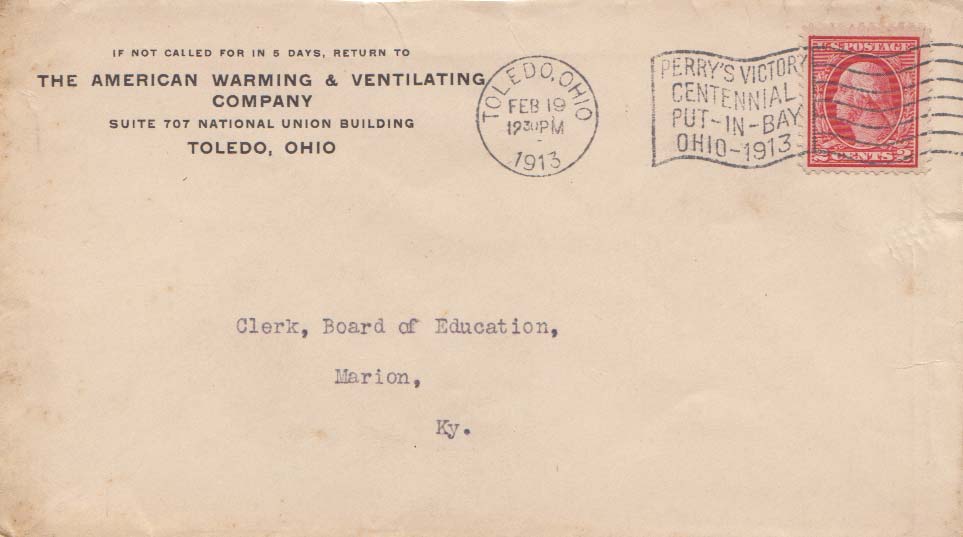 IF NOT CALLED FOR IN 5 DAYS, RETURN TO
THE AMERICAN WARMING & VENTILATING
COMPANY
SUITE 707 NATIONAL UNION BUILDING
TOLEDO, OHIO
TOLEDO, OHIO
FEB 19
1230PM
1913
PERRY'S VICTORY
CENTENNIAL
PUT-IN-BAY
OHIO-1913
U.S. POSTAGE
2 CENTS 2
Clerk, Board of Education,
Marion,
Ky.